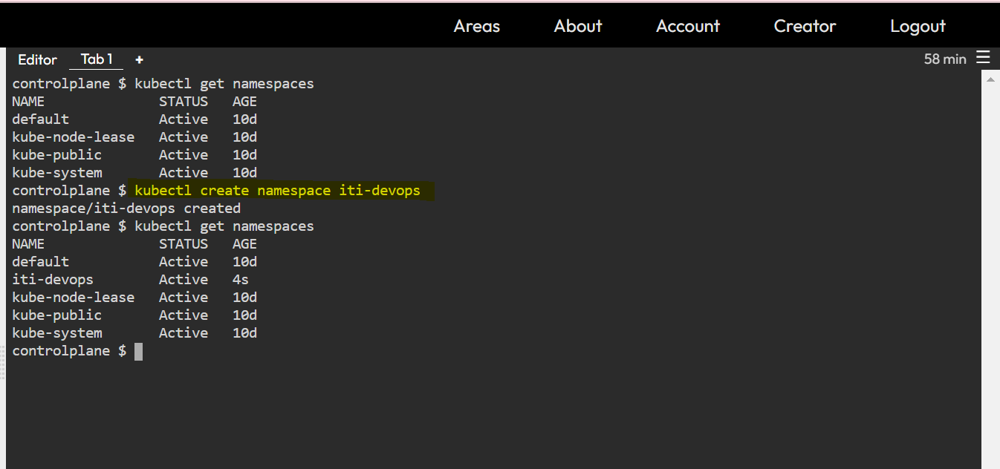 Areas About Account Creator Logout
Editor Tab 1 + 58 min
controlplane $ kubectl get namespaces
NAME STATUS AGE
default Active 10d
kube-node-lease Active 10d
kube-public Active 10d
kube-system Active 10d
controlplane $ kubectl create namespace iti-devops
namespace/iti-devops created
controlplane $ kubectl get namespaces
NAME STATUS AGE
default Active 10d
iti-devops Active 4s
kube-node-lease Active 10d
kube-public Active 10d
kube-system Active 10d
controlplane $